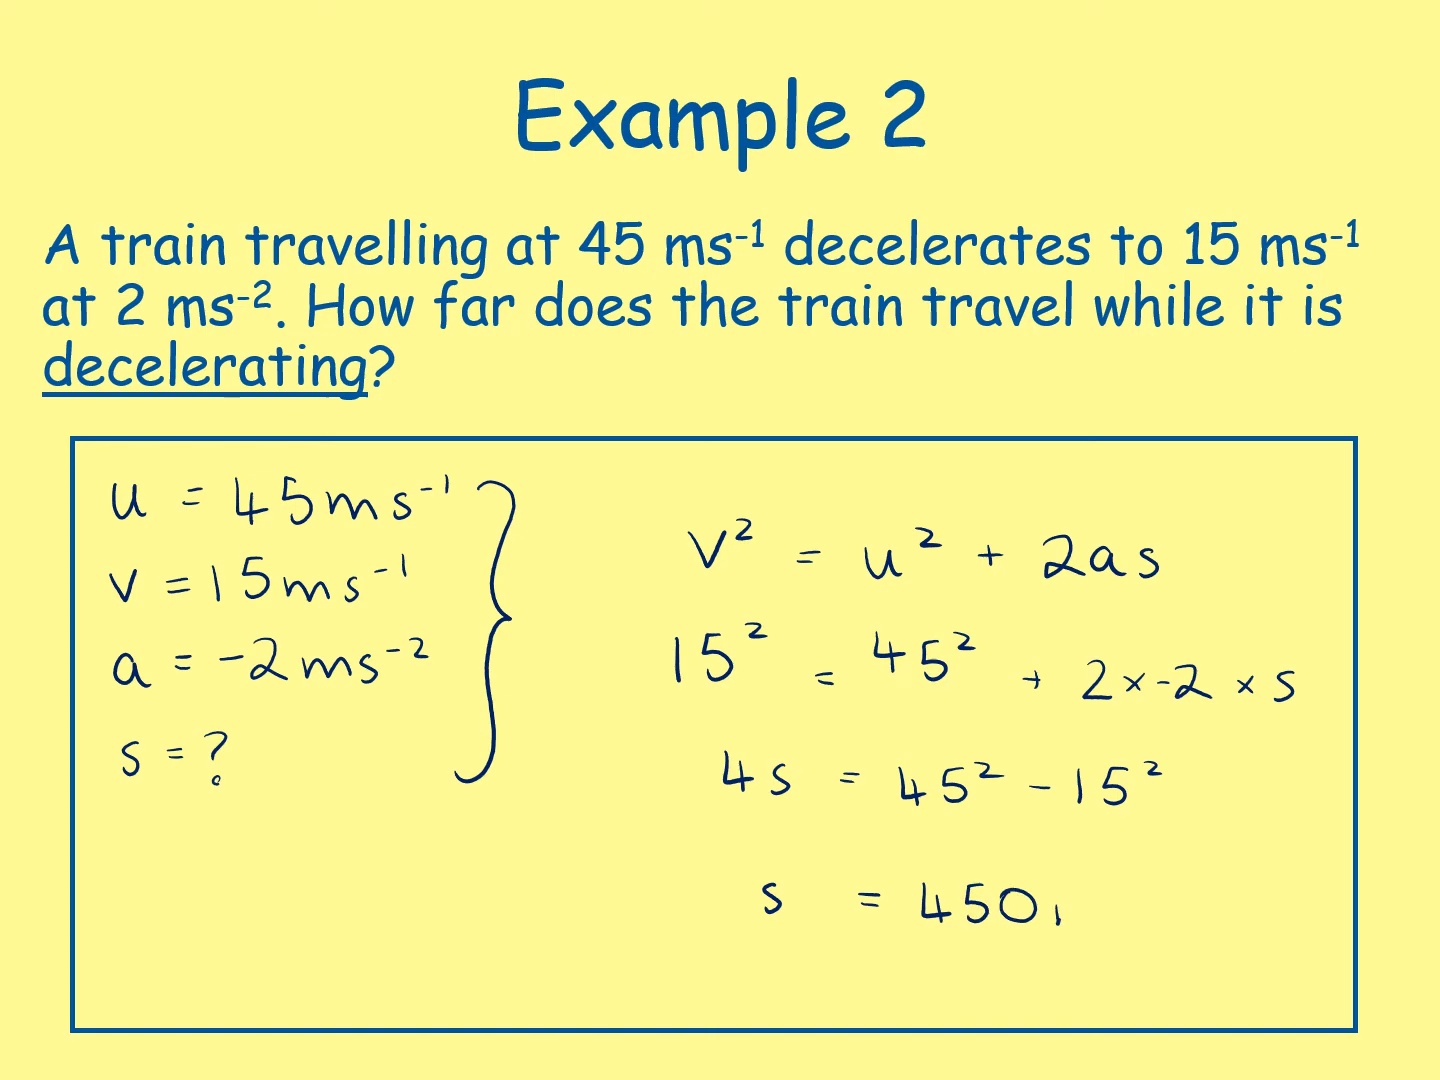 Example 2
A train travelling at 45 ms⁻¹ decelerates to 15 ms⁻¹
at 2 ms⁻². How far does the train travel while it is
decelerating?
u = 45ms⁻¹
v = 15ms⁻¹
a = -2ms⁻²
s = ?
v² = u² + 2as
15² = 45² + 2×-2 × s
4s = 45² - 15²
s = 450